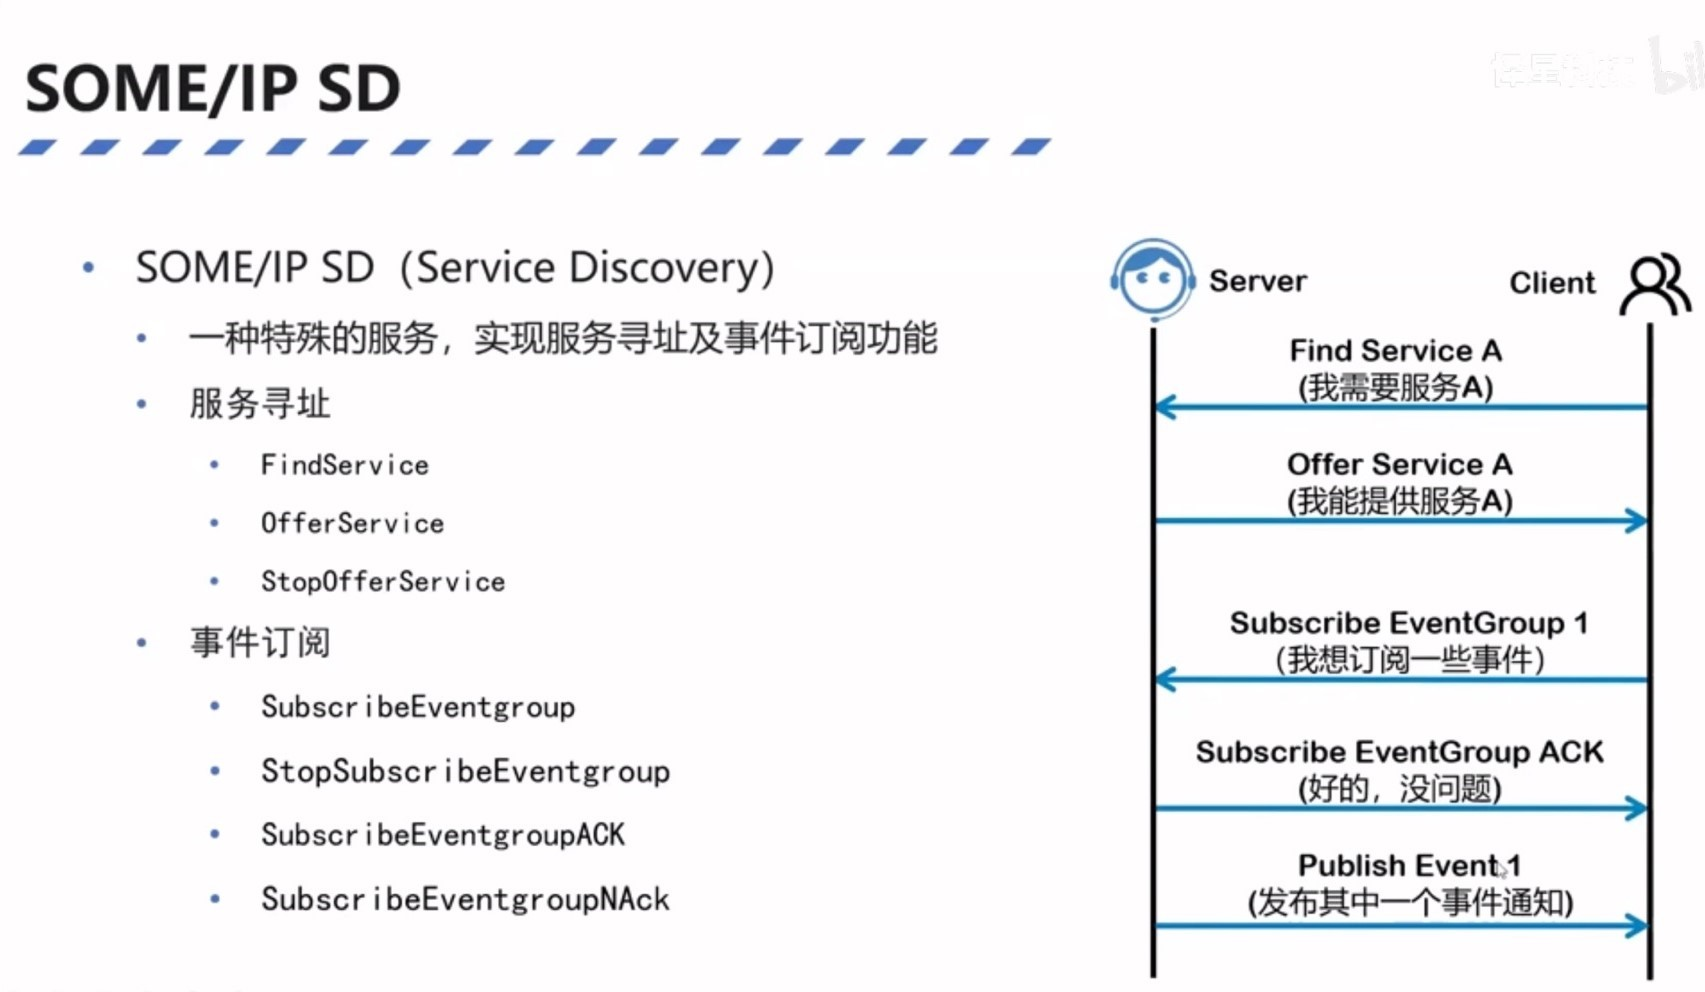 SOME/IP SD
SOME/IP SD（Service Discovery）
一种特殊的服务，实现服务寻址及事件订阅功能
服务寻址
FindService
OfferService
StopOfferService
事件订阅
SubscribeEventgroup
StopSubscribeEventgroup
SubscribeEventgroupACK
SubscribeEventgroupNAck
Server
Client
Find Service A
(我需要服务A)
Offer Service A
(我能提供服务A)
Subscribe EventGroup 1
（我想订阅一些事件）
Subscribe EventGroup ACK
(好的，没问题)
Publish Event 1
(发布其中一个事件通知)